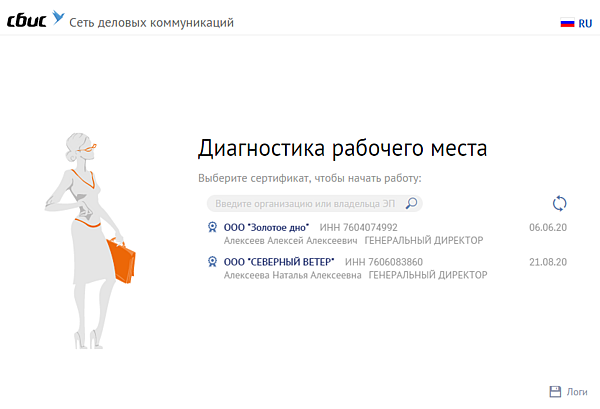 сбис Сеть деловых коммуникаций
RU
Диагностика рабочего места
Выберите сертификат, чтобы начать работу:
Введите организацию или владельца ЭП
ООО "Золотое дно" ИНН 7604074992 06.06.20
Алексеев Алексей Алексеевич ГЕНЕРАЛЬНЫЙ ДИРЕКТОР
ООО "СЕВЕРНЫЙ ВЕТЕР" ИНН 7606083860 21.08.20
Алексеева Наталья Алексеевна ГЕНЕРАЛЬНЫЙ ДИРЕКТОР
Логи